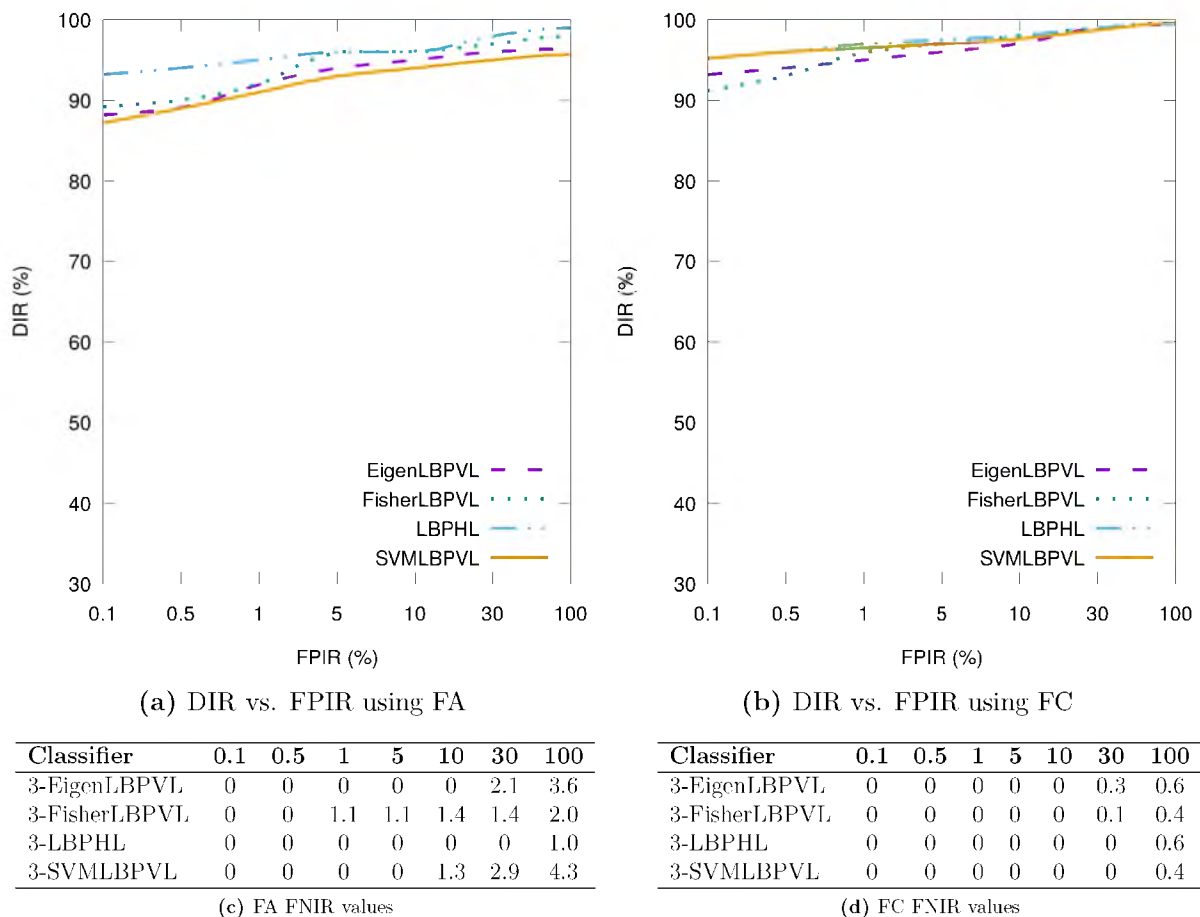 100
90
80
70
60
50
40
30
DIR (%)
EigenLBPVL
FisherLBPVL
LBPHL
SVMLBPVL
0.1 0.5 1 5 10 30 100
FPIR (%)
(a) DIR vs. FPIR using FA
100
90
80
70
60
50
40
30
DIR (%)
EigenLBPVL
FisherLBPVL
LBPHL
SVMLBPVL
0.1 0.5 1 5 10 30 100
FPIR (%)
(b) DIR vs. FPIR using FC
Classifier 0.1 0.5 1 5 10 30 100
3-EigenLBPVL 0 0 0 0 0 2.1 3.6
3-FisherLBPVL 0 0 1.1 1.1 1.4 1.4 2.0
3-LBPHL 0 0 0 0 0 0 1.0
3-SVMLBPVL 0 0 0 0 1.3 2.9 4.3
(c) FA FNIR values
Classifier 0.1 0.5 1 5 10 30 100
3-EigenLBPVL 0 0 0 0 0 0.3 0.6
3-FisherLBPVL 0 0 0 0 0 0.1 0.4
3-LBPHL 0 0 0 0 0 0 0.6
3-SVMLBPVL 0 0 0 0 0 0 0.4
(d) FC FNIR values